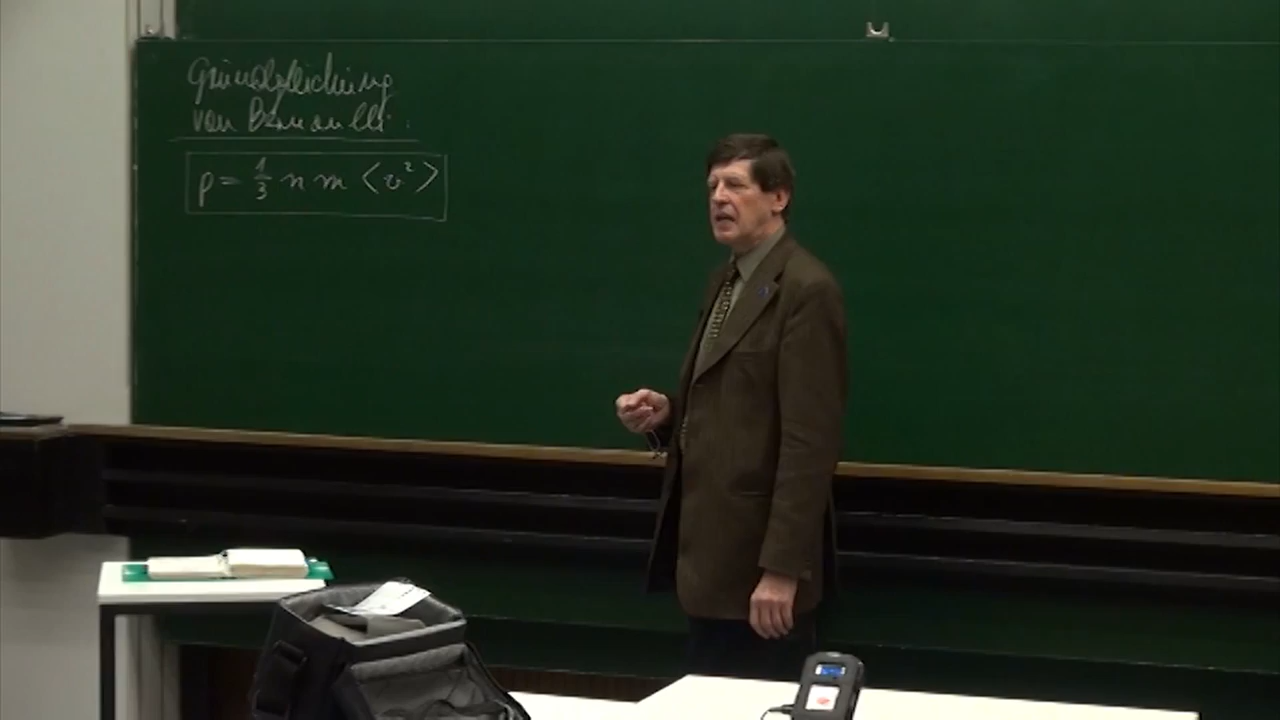 Grundgleichung
von Bernoulli.
p = 1/3 n m <v²>